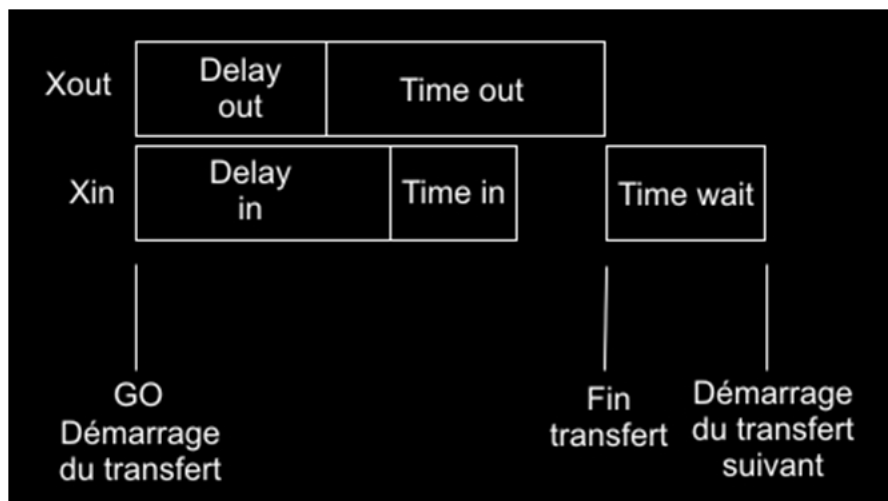 Xout
Delay
out
Time out
Xin
Delay
in
Time in
Time wait
GO
Démarrage
du transfert
Fin
transfert
Démarrage
du transfert
suivant